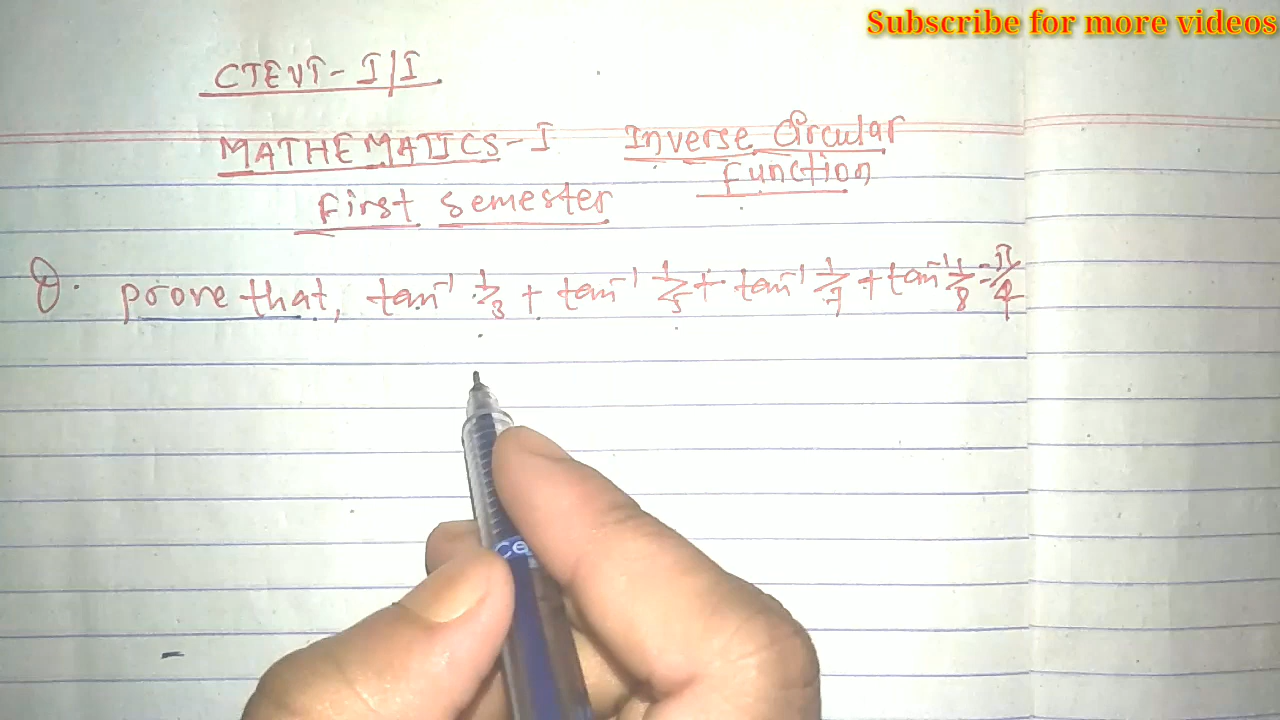 Subscribe for more videos
CTEVT - I/I
MATHEMATICS - I Inverse Circular
Function
First Semester
Q. prove that, tan⁻¹ 1/3 + tan⁻¹ 1/5 + tan⁻¹ 1/7 + tan⁻¹ 1/8 = π/4
Ce